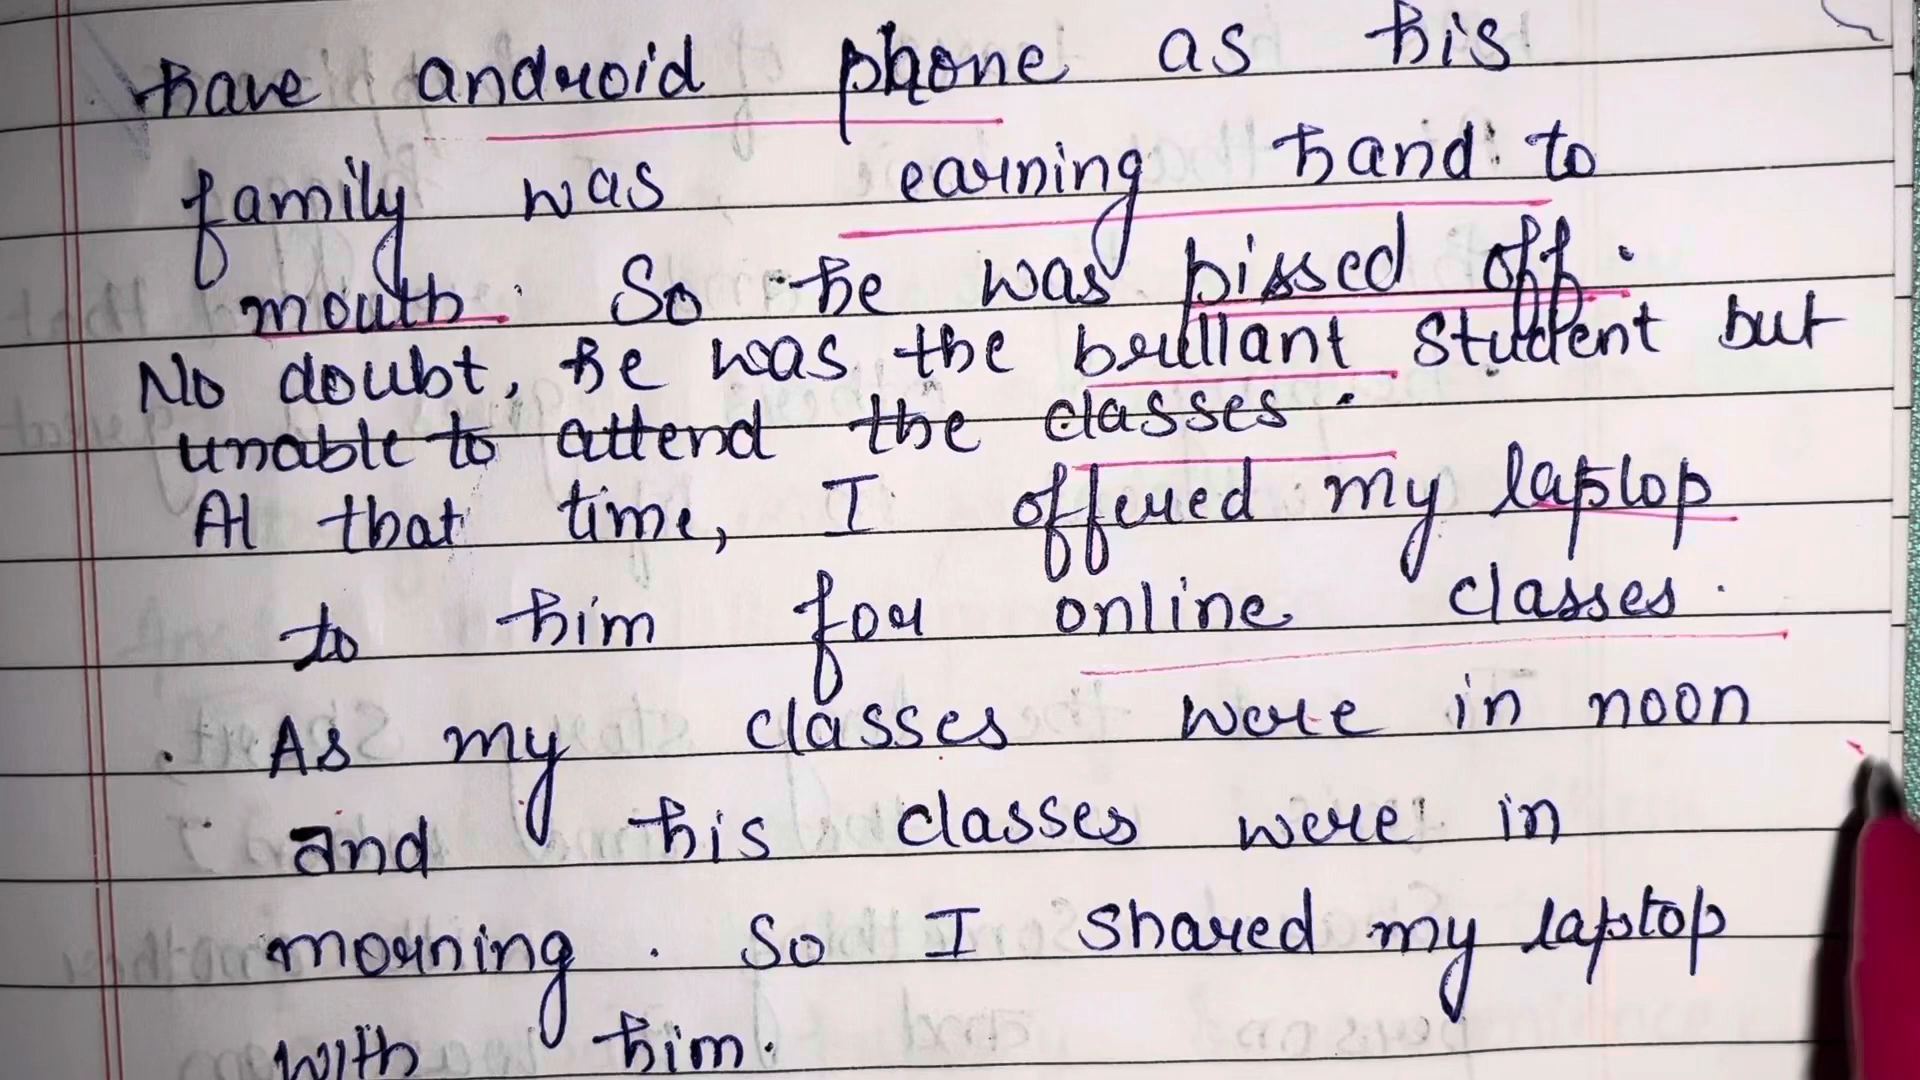 have android phone as his
family was earning hand to
mouth. So he was pissed off.
No doubt, he was the brullant student but
unable to attend the classes.
At that time, I offered my laptop
to him for online classes.
As my classes were in noon
and his classes were in
morning. So I shared my laptop
with him.